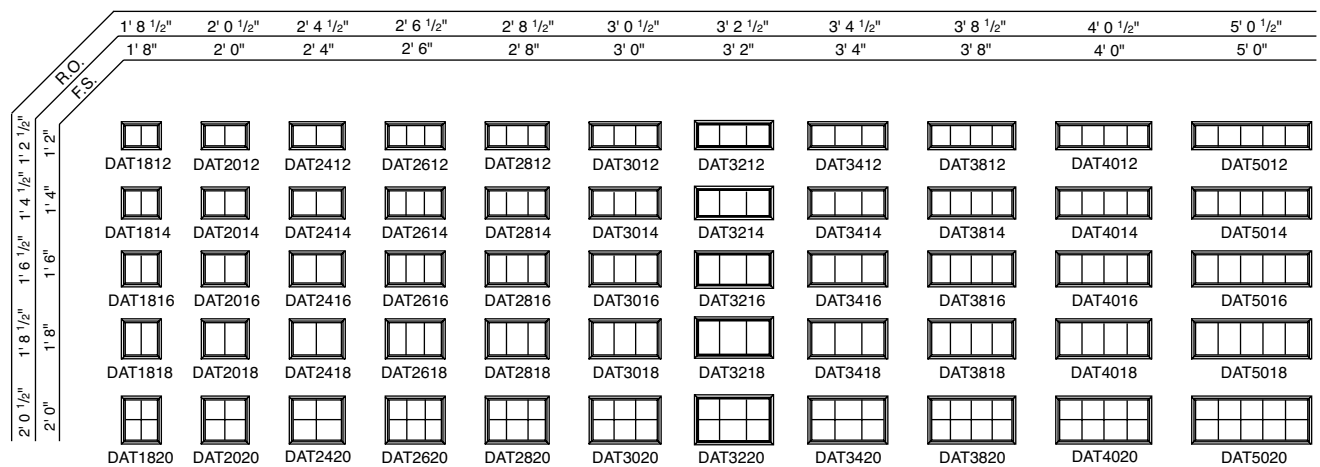 1' 8 1/2" 2' 0 1/2" 2' 4 1/2" 2' 6 1/2" 2' 8 1/2" 3' 0 1/2" 3' 2 1/2" 3' 4 1/2" 3' 8 1/2" 4' 0 1/2" 5' 0 1/2"
1' 8" 2' 0" 2' 4" 2' 6" 2' 8" 3' 0" 3' 2" 3' 4" 3' 8" 4' 0" 5' 0"
R.O.
F.S.
1' 2 1/2" 1' 2"
DAT1812 DAT2012 DAT2412 DAT2612 DAT2812 DAT3012 DAT3212 DAT3412 DAT3812 DAT4012 DAT5012
1' 4 1/2" 1' 4"
DAT1814 DAT2014 DAT2414 DAT2614 DAT2814 DAT3014 DAT3214 DAT3414 DAT3814 DAT4014 DAT5014
1' 6 1/2" 1' 6"
DAT1816 DAT2016 DAT2416 DAT2616 DAT2816 DAT3016 DAT3216 DAT3416 DAT3816 DAT4016 DAT5016
1' 8 1/2" 1' 8"
DAT1818 DAT2018 DAT2418 DAT2618 DAT2818 DAT3018 DAT3218 DAT3418 DAT3818 DAT4018 DAT5018
2' 0 1/2" 2' 0"
DAT1820 DAT2020 DAT2420 DAT2620 DAT2820 DAT3020 DAT3220 DAT3420 DAT3820 DAT4020 DAT5020